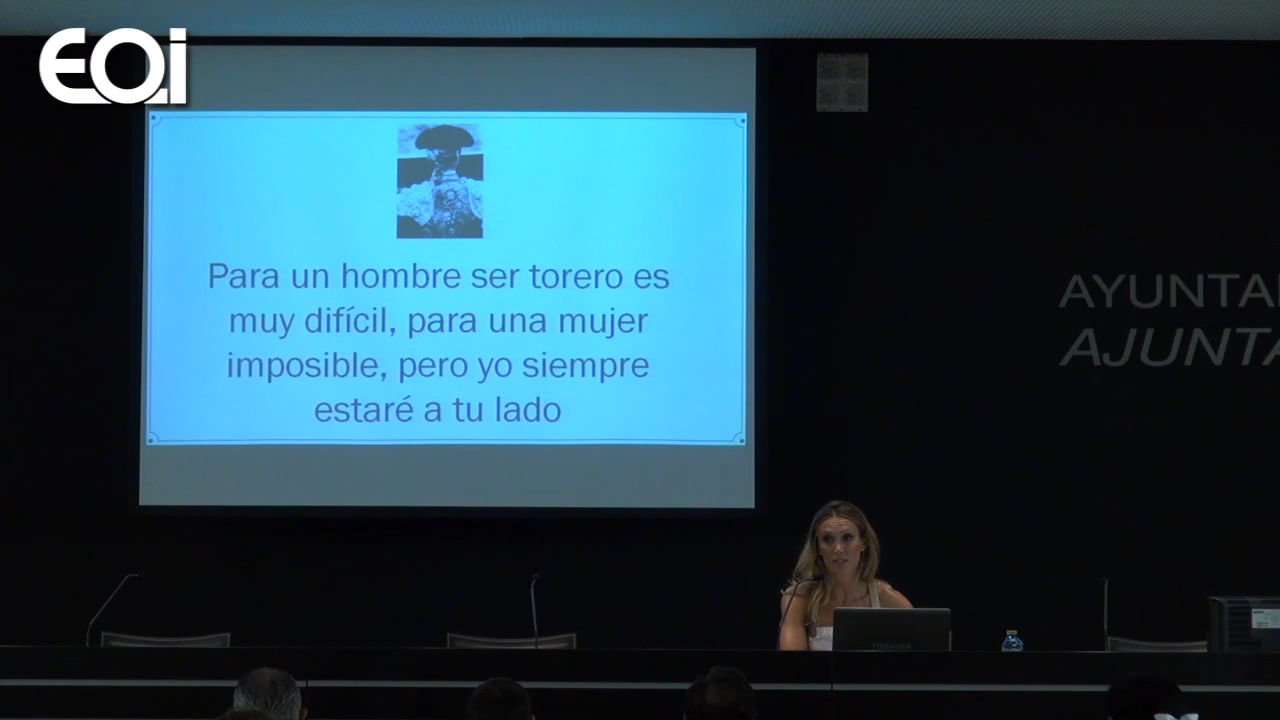 EOi
Para un hombre ser torero es
muy difícil, para una mujer
imposible, pero yo siempre
estaré a tu lado
AYUNTA
AJUNTA
TOSHIBA